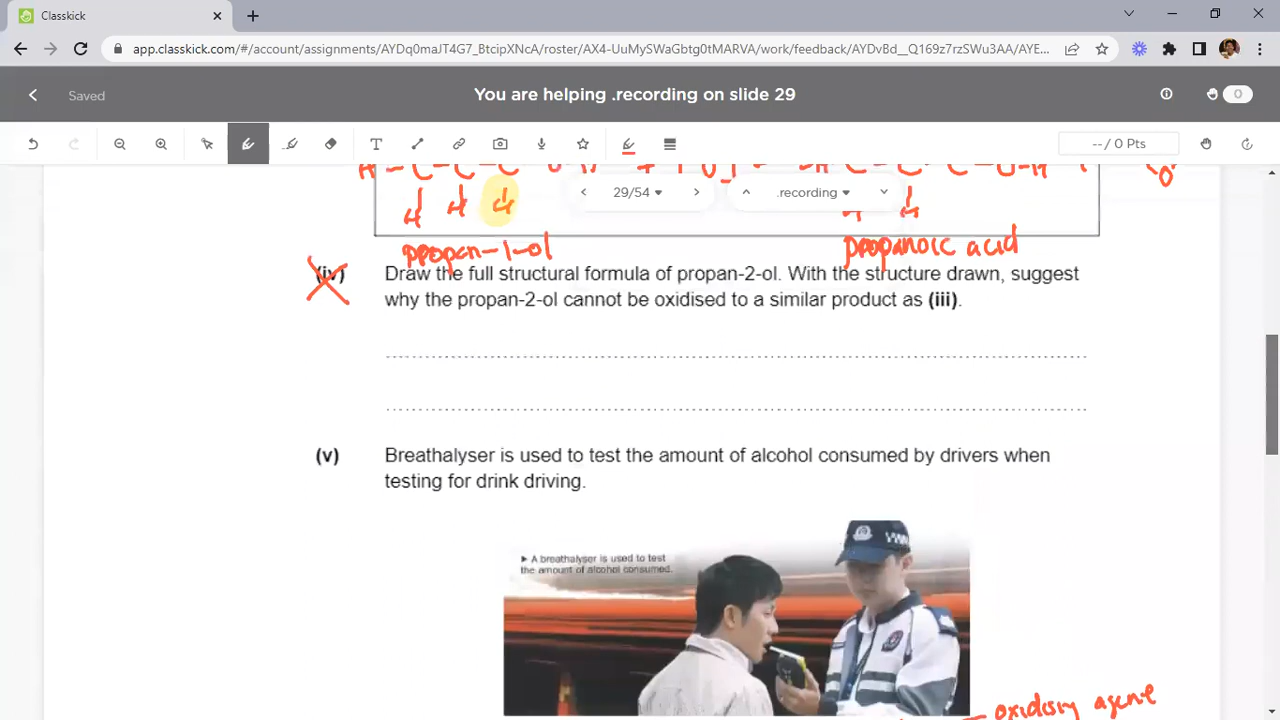 Classkick
app.classkick.com/#/account/assignments/AYDq0maJT4G7_BtcipXNcA/roster/AX4-UuMySWaGbtg0tMARVA/work/feedback/AYDvBd__Q169z7rzSWu3AA/AYE...
Saved
You are helping .recording on slide 29
0
T
-- / 0 Pts
29/54
.recording
propan-1-ol
propanoic acid
(iv) Draw the full structural formula of propan-2-ol. With the structure drawn, suggest
why the propan-2-ol cannot be oxidised to a similar product as (iii).
(v) Breathalyser is used to test the amount of alcohol consumed by drivers when
testing for drink driving.
► A breathalyser is used to test
the amount of alcohol consumed.
oxidising agent